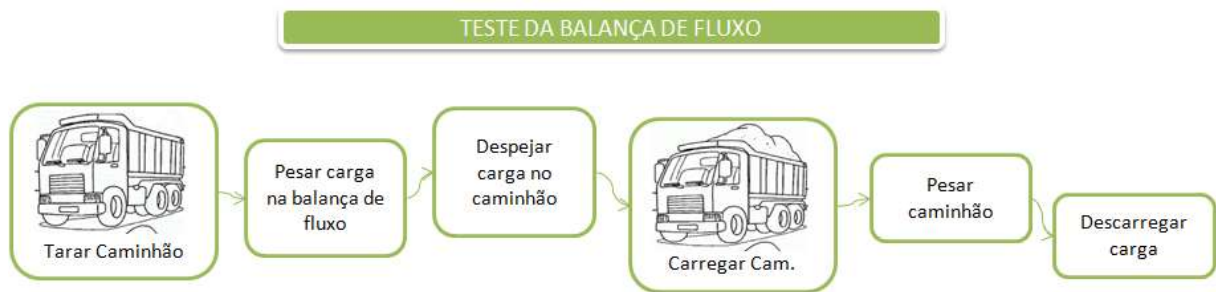 TESTE DA BALANÇA DE FLUXO
Tarar Caminhão
Pesar carga
na balança de
fluxo
Despejar
carga no
caminhão
Carregar Cam.
Pesar
caminhão
Descarregar
carga